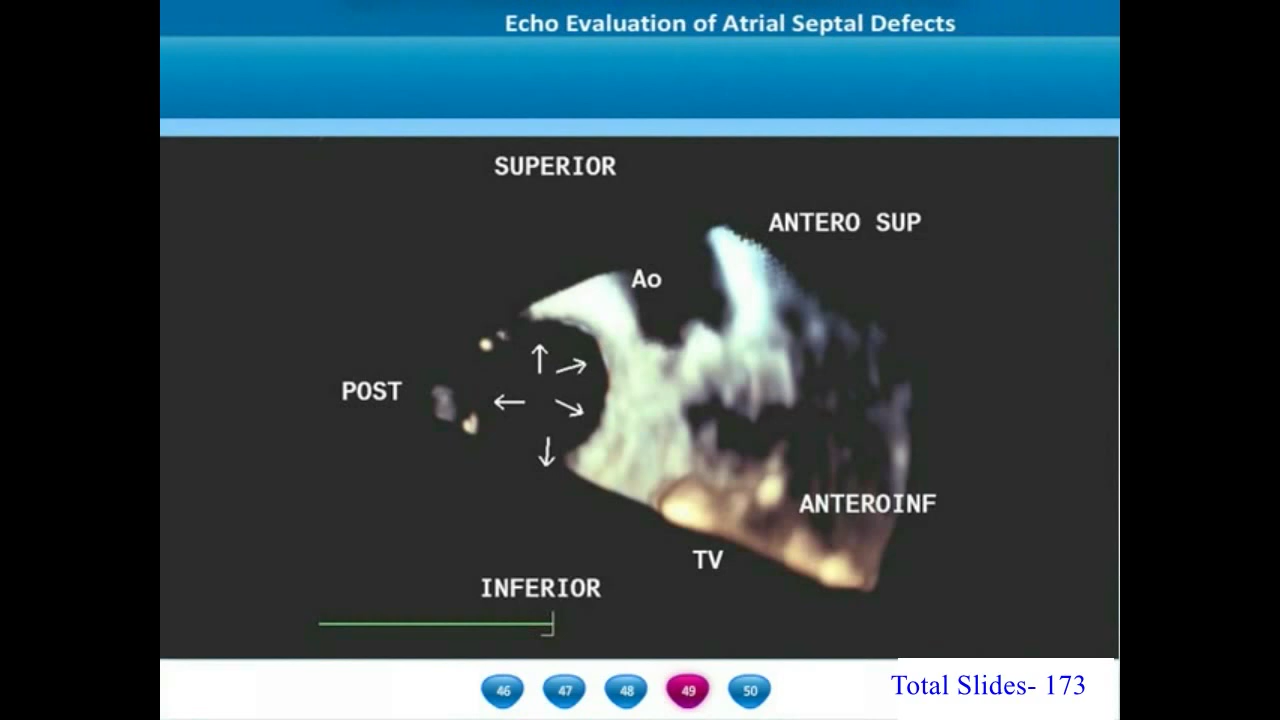 Echo Evaluation of Atrial Septal Defects
SUPERIOR
ANTERO SUP
Ao
POST
ANTEROINF
TV
INFERIOR
46 47 48 49 50
Total Slides- 173